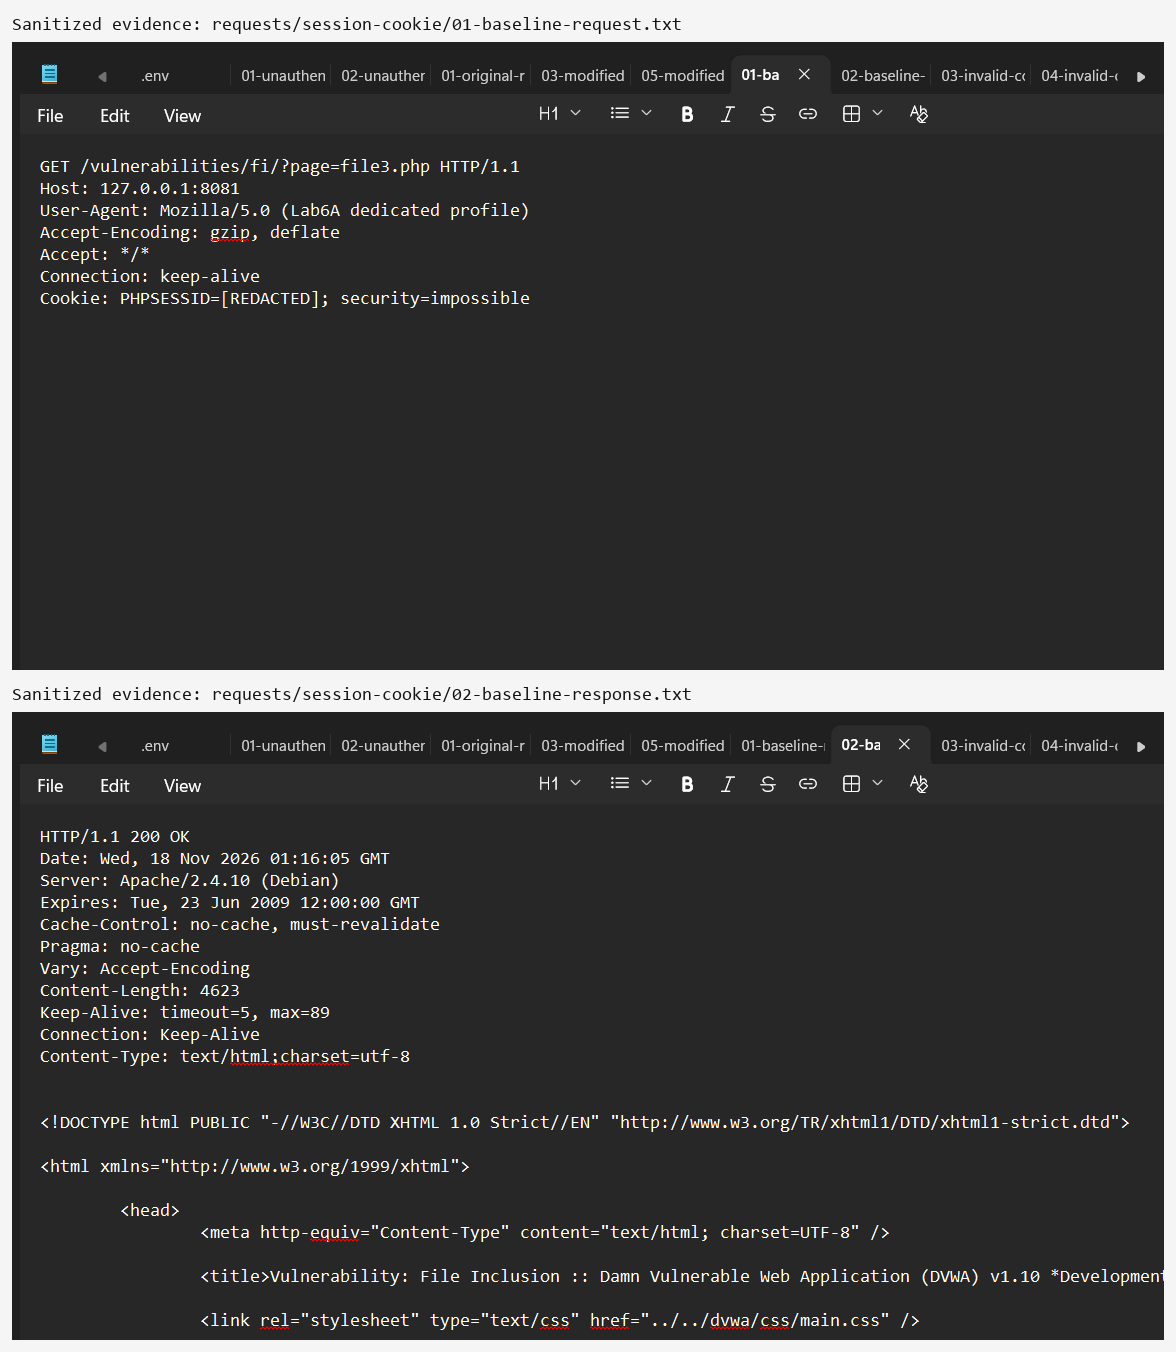 Sanitized evidence: requests/session-cookie/01-baseline-request.txt
.env 01-unauthen 02-unauther 01-original-r 03-modified 05-modified 01-ba 02-baseline- 03-invalid-co 04-invalid-c
File Edit View H1 B I S
GET /vulnerabilities/fi/?page=file3.php HTTP/1.1
Host: 127.0.0.1:8081
User-Agent: Mozilla/5.0 (Lab6A dedicated profile)
Accept-Encoding: gzip, deflate
Accept: */*
Connection: keep-alive
Cookie: PHPSESSID=[REDACTED]; security=impossible
Sanitized evidence: requests/session-cookie/02-baseline-response.txt
.env 01-unauthen 02-unauther 01-original-r 03-modified 05-modified 01-baseline- 02-ba 03-invalid-co 04-invalid-c
File Edit View H1 B I S
HTTP/1.1 200 OK
Date: Wed, 18 Nov 2026 01:16:05 GMT
Server: Apache/2.4.10 (Debian)
Expires: Tue, 23 Jun 2009 12:00:00 GMT
Cache-Control: no-cache, must-revalidate
Pragma: no-cache
Vary: Accept-Encoding
Content-Length: 4623
Keep-Alive: timeout=5, max=89
Connection: Keep-Alive
Content-Type: text/html;charset=utf-8
<!DOCTYPE html PUBLIC "-//W3C//DTD XHTML 1.0 Strict//EN" "http://www.w3.org/TR/xhtml1/DTD/xhtml1-strict.dtd">
<html xmlns="http://www.w3.org/1999/xhtml">
<head>
<meta http-equiv="Content-Type" content="text/html; charset=UTF-8" />
<title>Vulnerability: File Inclusion :: Damn Vulnerable Web Application (DVWA) v1.10 *Development
<link rel="stylesheet" type="text/css" href="../../dvwa/css/main.css" />